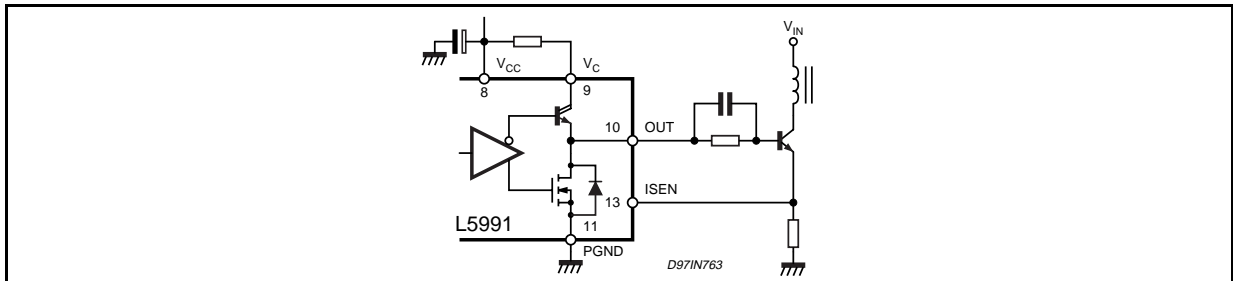 V_IN
V_CC V_C
8 9
10 OUT
13 ISEN
L5991 11
PGND
D97IN763